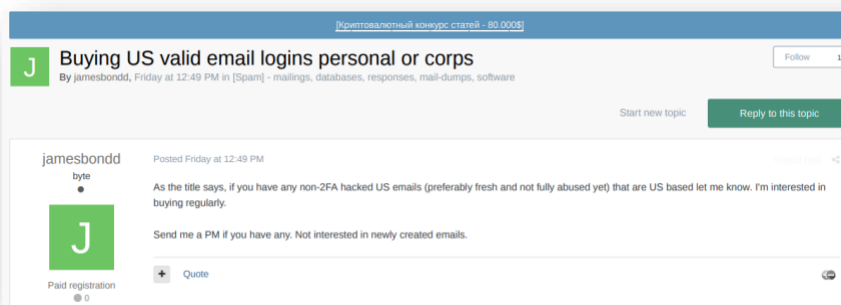 [Криптовалютный конкурс статей - 80.000$]
J
Buying US valid email logins personal or corps
By jamesbondd, Friday at 12:49 PM in [Spam] - mailings, databases, responses, mail-dumps, software
Follow
1
Start new topic
Reply to this topic
jamesbondd
byte
J
Paid registration
0
Posted Friday at 12:49 PM
As the title says, if you have any non-2FA hacked US emails (preferably fresh and not fully abused yet) that are US based let me know. I'm interested in
buying regularly.
Send me a PM if you have any. Not interested in newly created emails.
+ Quote